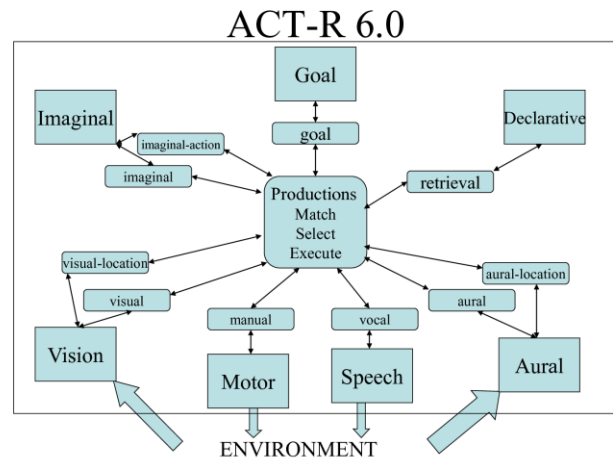 ACT-R 6.0
Goal
Imaginal
Declarative
goal
imaginal-action
imaginal
retrieval
Productions
Match
Select
Execute
visual-location
aural-location
visual
aural
manual
vocal
Vision
Motor
Speech
Aural
ENVIRONMENT